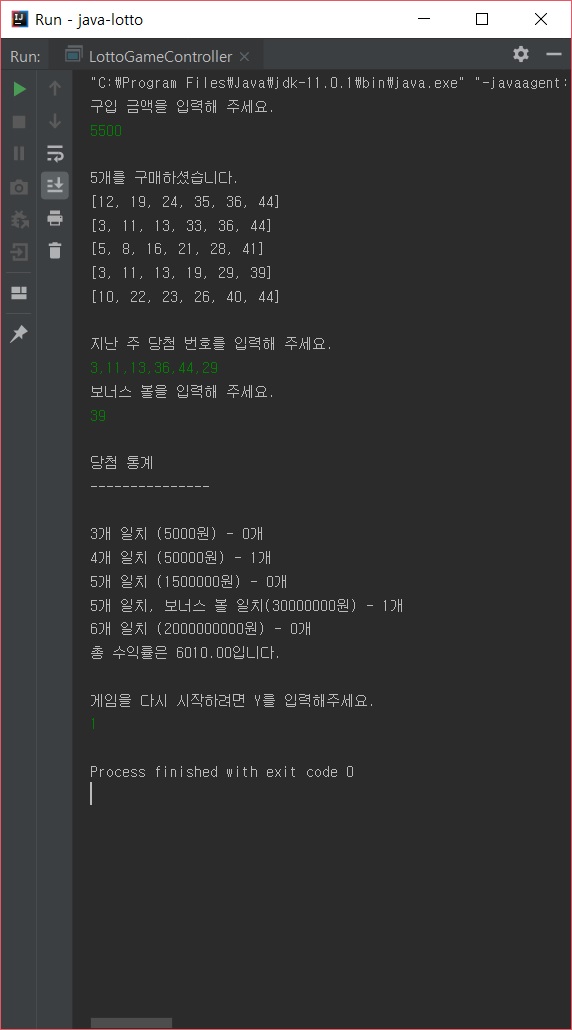 Run - java-lotto
Run: LottoGameController
"C:\Program Files\Java\jdk-11.0.1\bin\java.exe" "-javaagent:
구입 금액을 입력해 주세요.
5500
5개를 구매하셨습니다.
[12, 19, 24, 35, 36, 44]
[3, 11, 13, 33, 36, 44]
[5, 8, 16, 21, 28, 41]
[3, 11, 13, 19, 29, 39]
[10, 22, 23, 26, 40, 44]
지난 주 당첨 번호를 입력해 주세요.
3,11,13,36,44,29
보너스 볼을 입력해 주세요.
39
당첨 통계
---------------
3개 일치 (5000원) - 0개
4개 일치 (50000원) - 1개
5개 일치 (1500000원) - 0개
5개 일치, 보너스 볼 일치(30000000원) - 1개
6개 일치 (2000000000원) - 0개
총 수익률은 6010.00입니다.
게임을 다시 시작하려면 Y를 입력해주세요.
1
Process finished with exit code 0